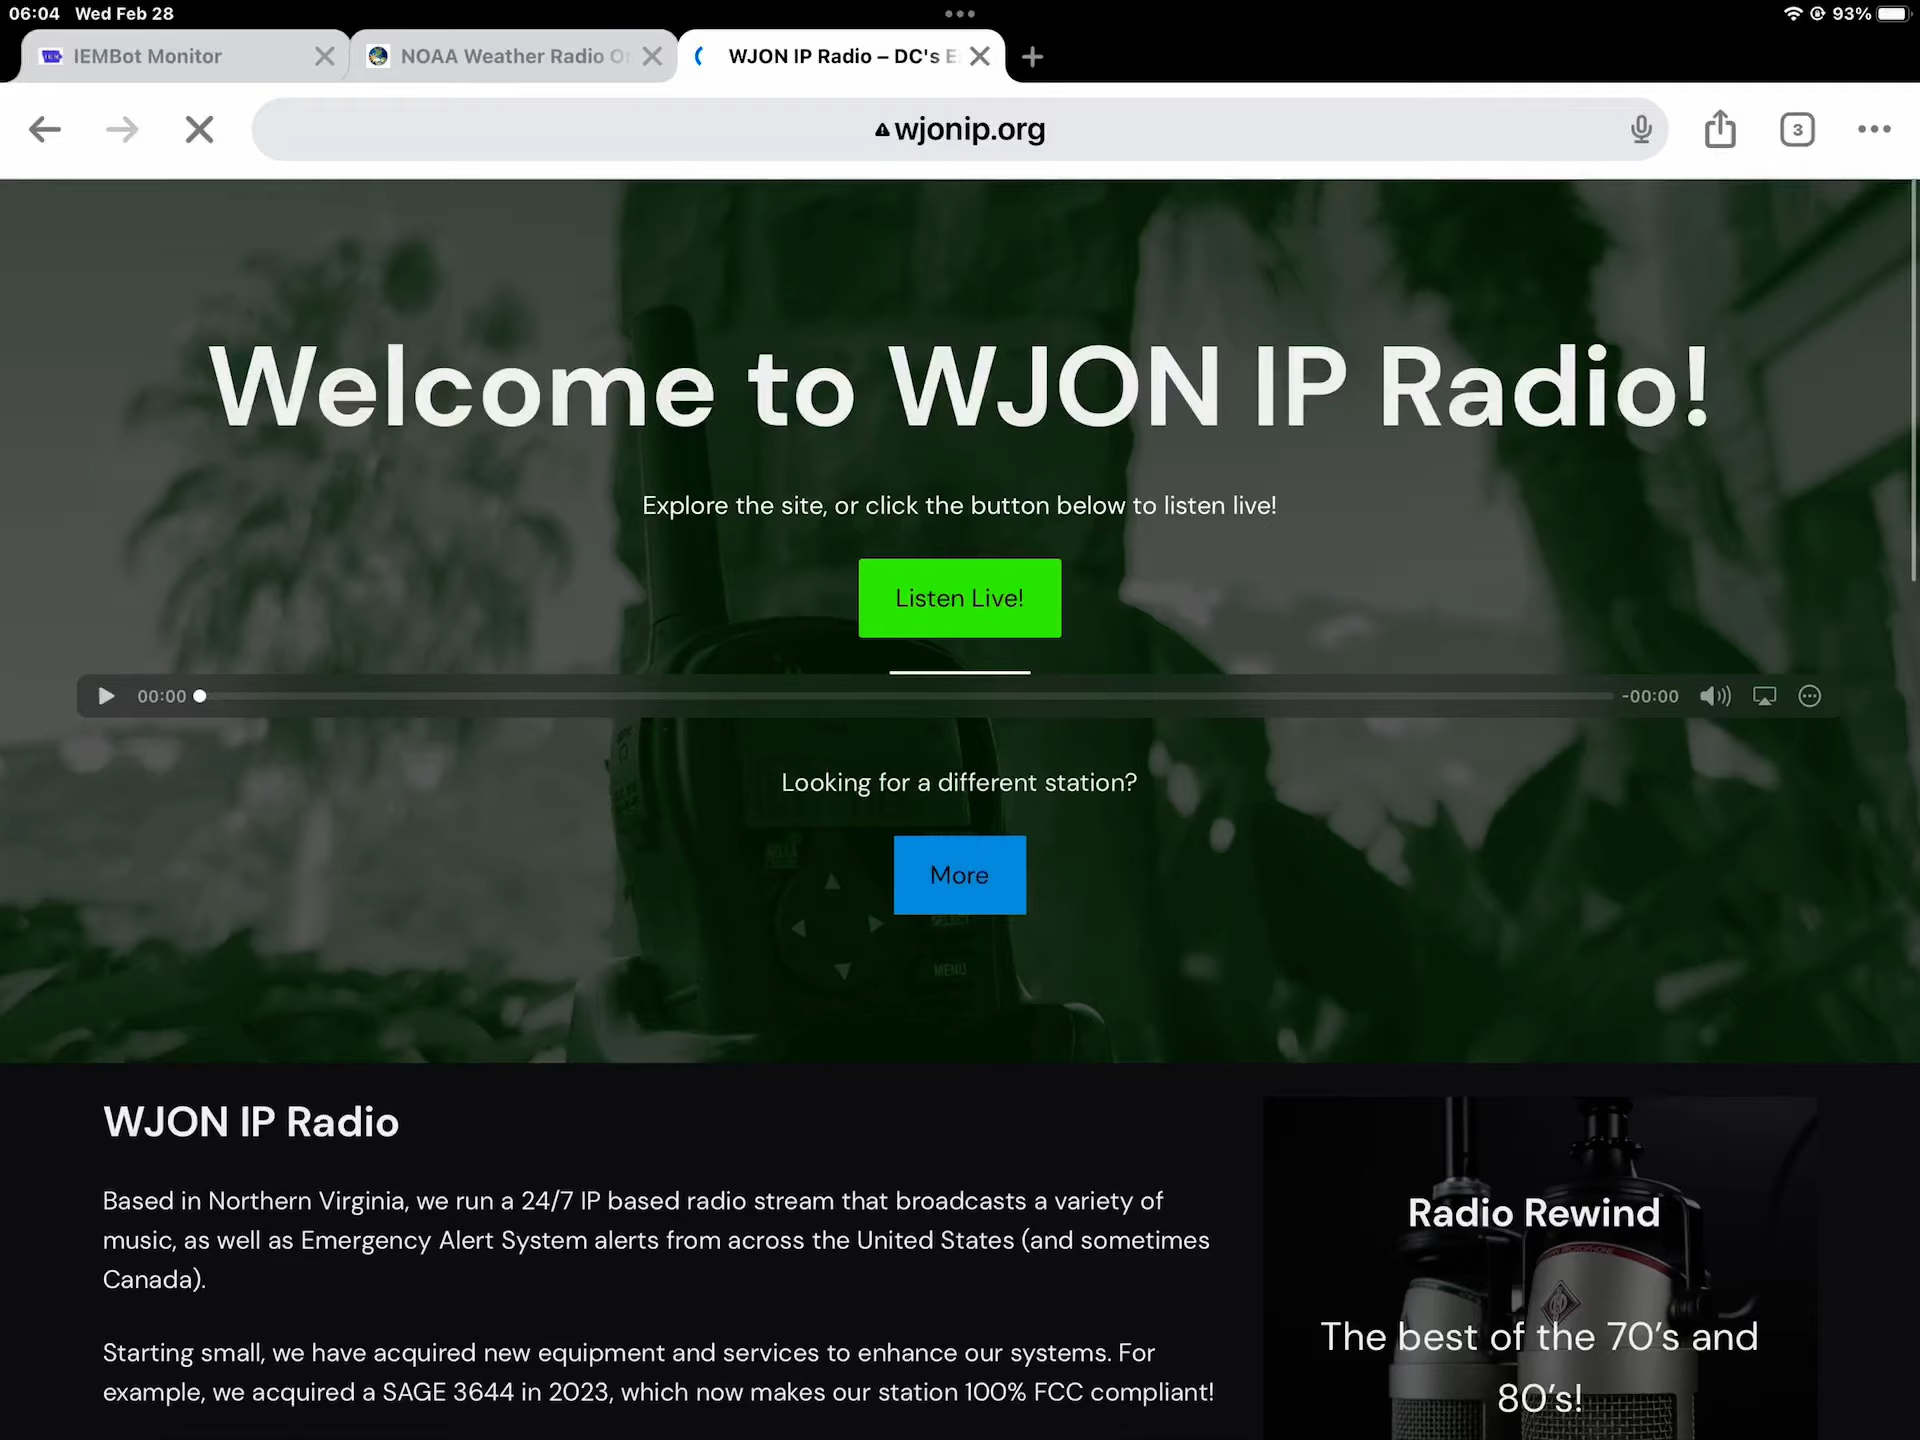 06:04 Wed Feb 28
93%
IEMBot Monitor
NOAA Weather Radio
WJON IP Radio – DC's E
wjonip.org
3
Welcome to WJON IP Radio!
Explore the site, or click the button below to listen live!
Listen Live!
00:00
-00:00
Looking for a different station?
More
SELECT
MENU
WJON IP Radio
Based in Northern Virginia, we run a 24/7 IP based radio stream that broadcasts a variety of
music, as well as Emergency Alert System alerts from across the United States (and sometimes
Canada).
Starting small, we have acquired new equipment and services to enhance our systems. For
example, we acquired a SAGE 3644 in 2023, which now makes our station 100% FCC compliant!
Radio Rewind
The best of the 70's and
80's!